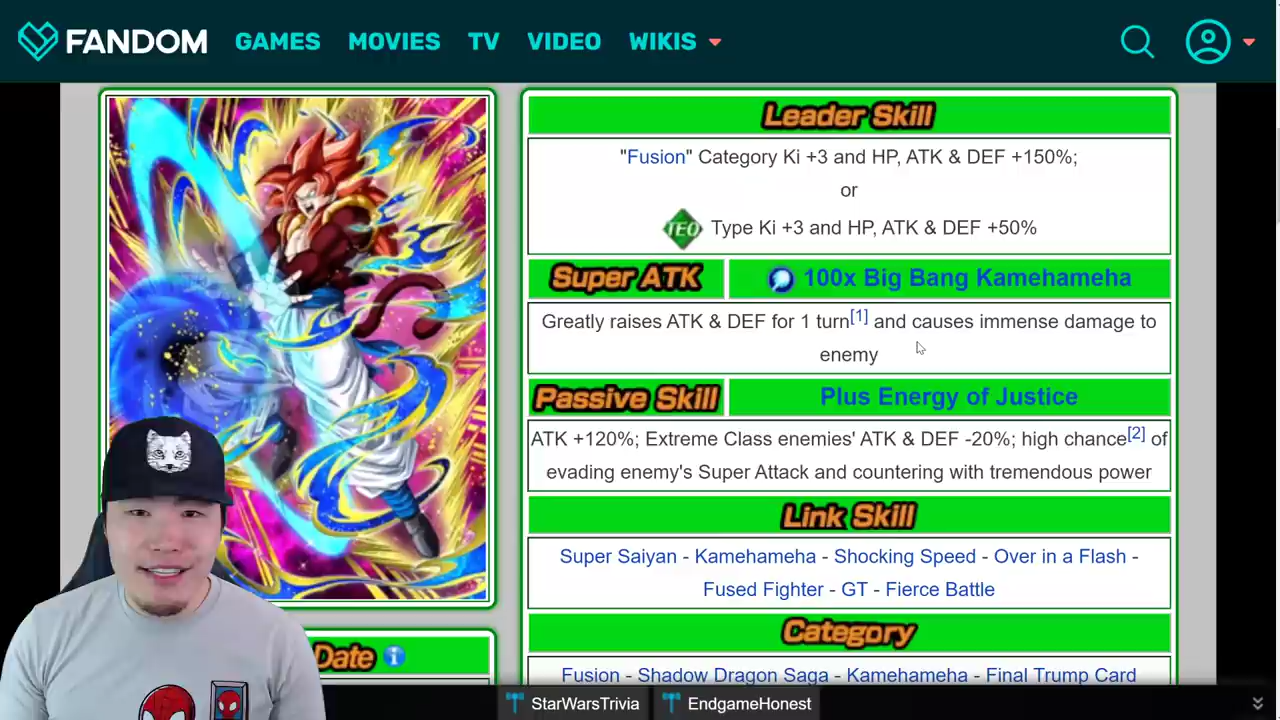 FANDOM GAMES MOVIES TV VIDEO WIKIS
Leader Skill
"Fusion" Category Ki +3 and HP, ATK & DEF +150%;
or
TEQ Type Ki +3 and HP, ATK & DEF +50%
Super ATK 100x Big Bang Kamehameha
Greatly raises ATK & DEF for 1 turn[1] and causes immense damage to
enemy
Passive Skill Plus Energy of Justice
ATK +120%; Extreme Class enemies' ATK & DEF -20%; high chance[2] of
evading enemy's Super Attack and countering with tremendous power
Link Skill
Super Saiyan - Kamehameha - Shocking Speed - Over in a Flash -
Fused Fighter - GT - Fierce Battle
Category
Date i
Fusion - Shadow Dragon Saga - Kamehameha - Final Trump Card
StarWarsTrivia EndgameHonest